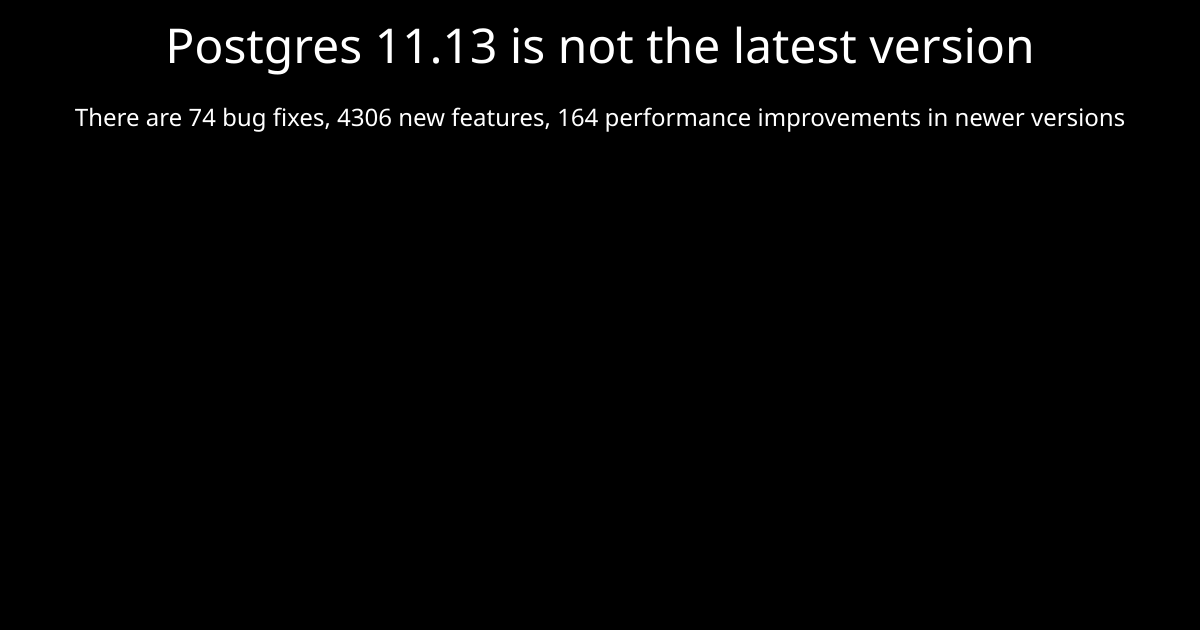 Postgres 11.13 is not the latest version
There are 74 bug fixes, 4306 new features, 164 performance improvements in newer versions